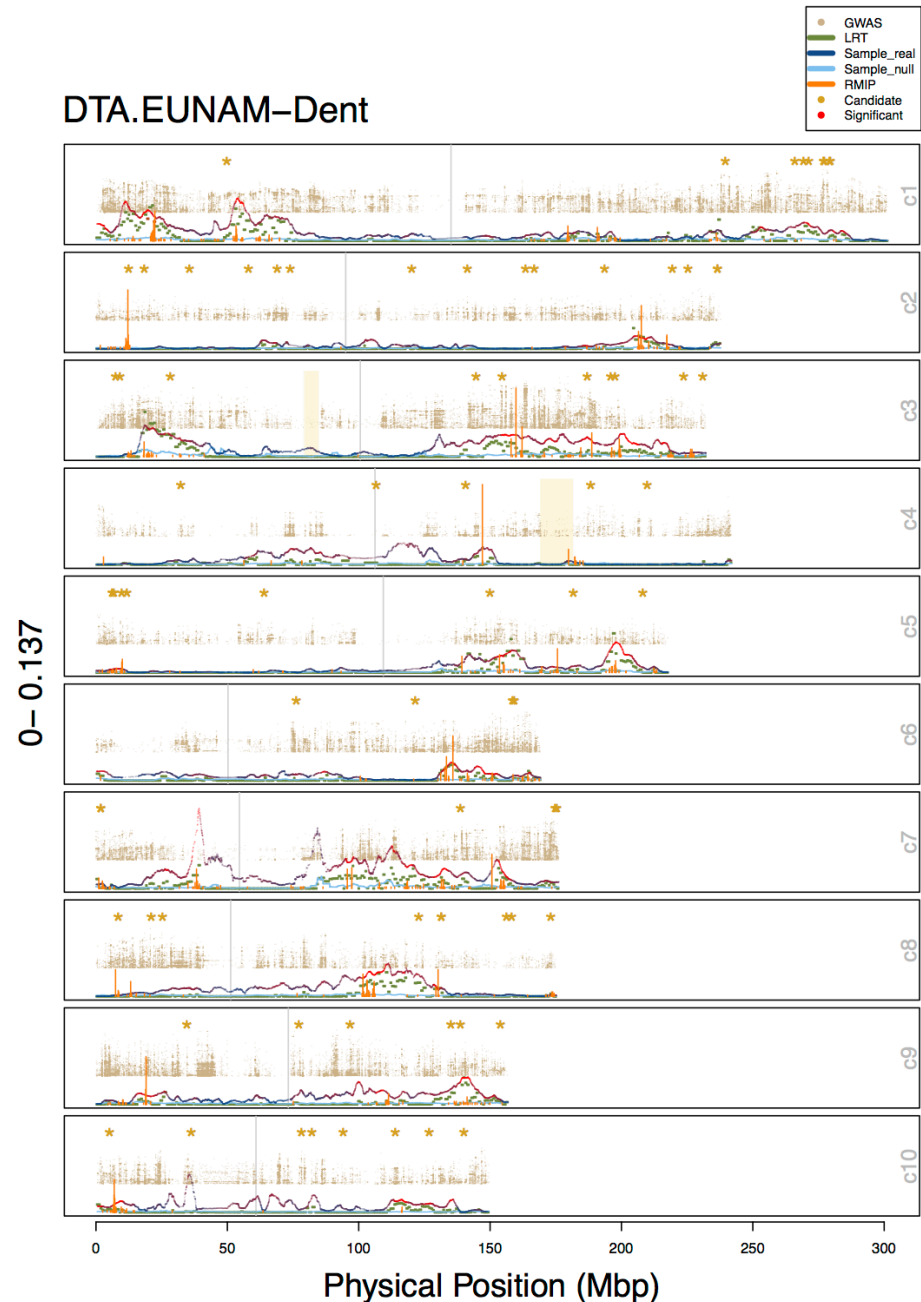 GWAS
LRT
Sample_real
Sample_null
RMIP
Candidate
Significant
DTA.EUNAM−Dent
c1
c2
c3
c4
c5
c6
c7
c8
c9
c10
0− 0.137
0 50 100 150 200 250 300
Physical Position (Mbp)